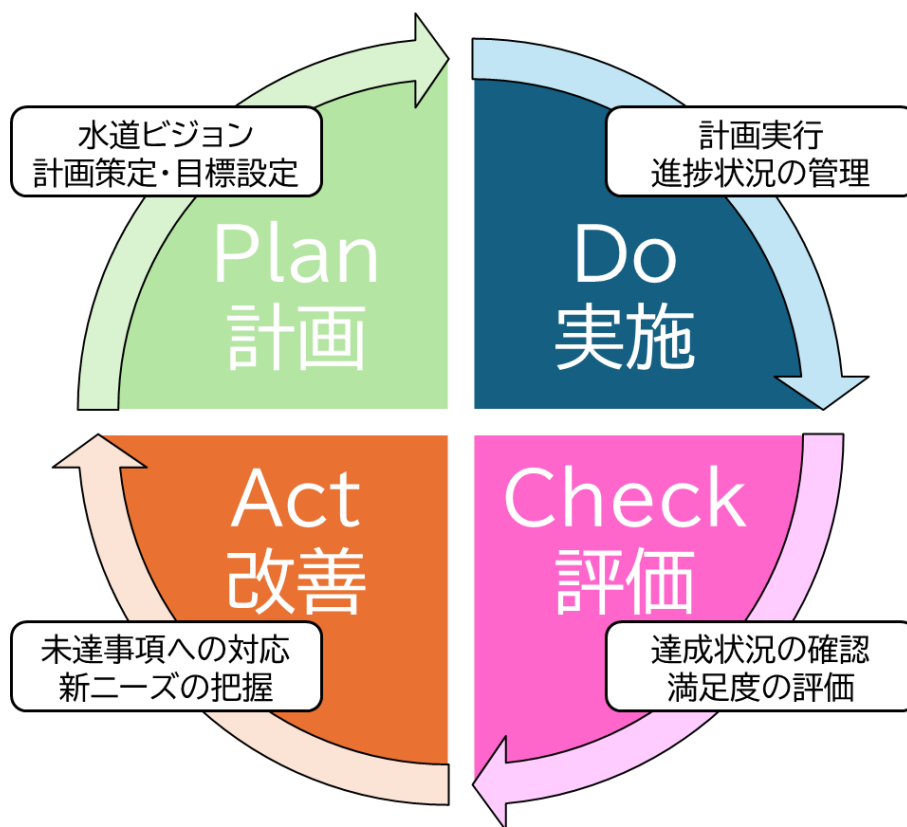 水道ビジョン
計画策定・目標設定
Plan
計画
計画実行
進捗状況の管理
Do
実施
Act
改善
未達事項への対応
新ニーズの把握
Check
評価
達成状況の確認
満足度の評価